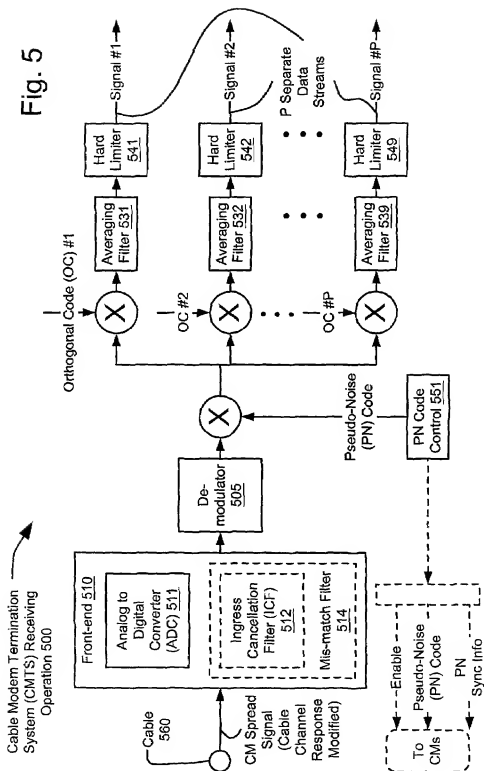 Fig. 5
Cable Modem Termination
System (CMTS) Receiving
Operation 500
Cable
560
CM Spread
Signal
(Cable
Channel
Response
Modified)
Front-end 510
Analog to
Digital
Converter
(ADC) 511
Ingress
Cancellation
Filter (ICF)
512
Mis-match Filter
514
De-
modulator
505
X
Pseudo-Noise
(PN) Code
PN Code
Control 551
Enable
Pseudo-Noise
(PN) Code
PN
Sync Info
To
CMs
Orthogonal Code (OC) #1
X
Averaging
Filter 531
Hard
Limiter
541
Signal #1
OC #2
X
Averaging
Filter 532
Hard
Limiter
542
Signal #2
P Separate
Data
Streams
OC #P
X
Averaging
Filter 539
Hard
Limiter
549
Signal #P